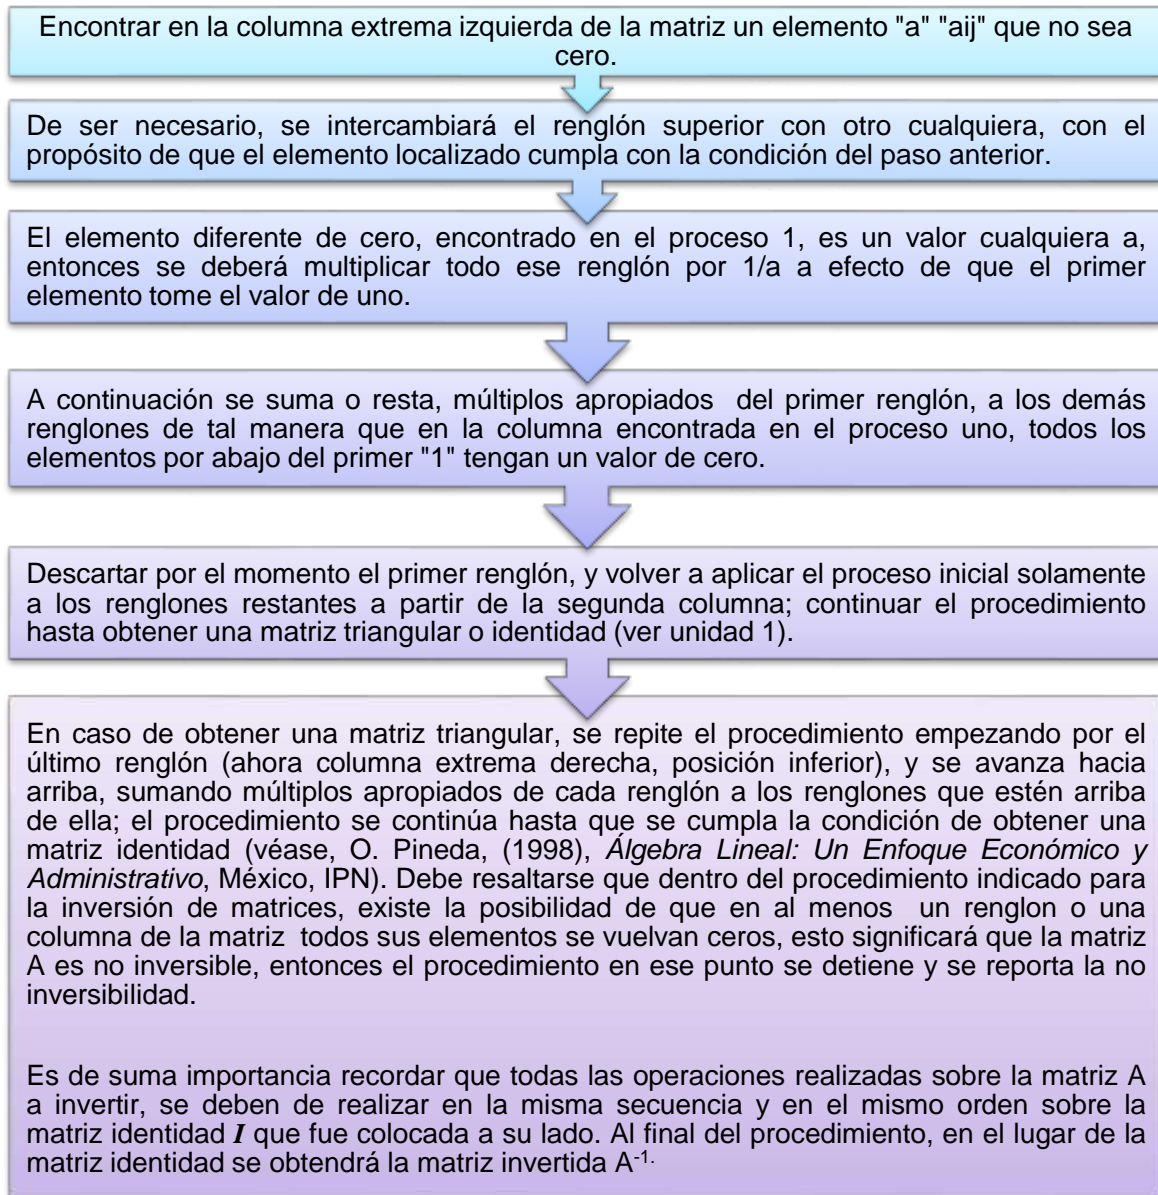 Encontrar en la columna extrema izquierda de la matriz un elemento "a" "aij" que no sea
cero.
De ser necesario, se intercambiará el renglón superior con otro cualquiera, con el
propósito de que el elemento localizado cumpla con la condición del paso anterior.
El elemento diferente de cero, encontrado en el proceso 1, es un valor cualquiera a,
entonces se deberá multiplicar todo ese renglón por 1/a a efecto de que el primer
elemento tome el valor de uno.
A continuación se suma o resta, múltiplos apropiados del primer renglón, a los demás
renglones de tal manera que en la columna encontrada en el proceso uno, todos los
elementos por abajo del primer "1" tengan un valor de cero.
Descartar por el momento el primer renglón, y volver a aplicar el proceso inicial solamente
a los renglones restantes a partir de la segunda columna; continuar el procedimiento
hasta obtener una matriz triangular o identidad (ver unidad 1).
En caso de obtener una matriz triangular, se repite el procedimiento empezando por el
último renglón (ahora columna extrema derecha, posición inferior), y se avanza hacia
arriba, sumando múltiplos apropiados de cada renglón a los renglones que estén arriba
de ella; el procedimiento se continúa hasta que se cumpla la condición de obtener una
matriz identidad (véase, O. Pineda, (1998), Álgebra Lineal: Un Enfoque Económico y
Administrativo, México, IPN). Debe resaltarse que dentro del procedimiento indicado para
la inversión de matrices, existe la posibilidad de que en al menos un renglon o una
columna de la matriz todos sus elementos se vuelvan ceros, esto significará que la matriz
A es no inversible, entonces el procedimiento en ese punto se detiene y se reporta la no
inversibilidad.
Es de suma importancia recordar que todas las operaciones realizadas sobre la matriz A
a invertir, se deben de realizar en la misma secuencia y en el mismo orden sobre la
matriz identidad I que fue colocada a su lado. Al final del procedimiento, en el lugar de la
matriz identidad se obtendrá la matriz invertida A⁻¹.